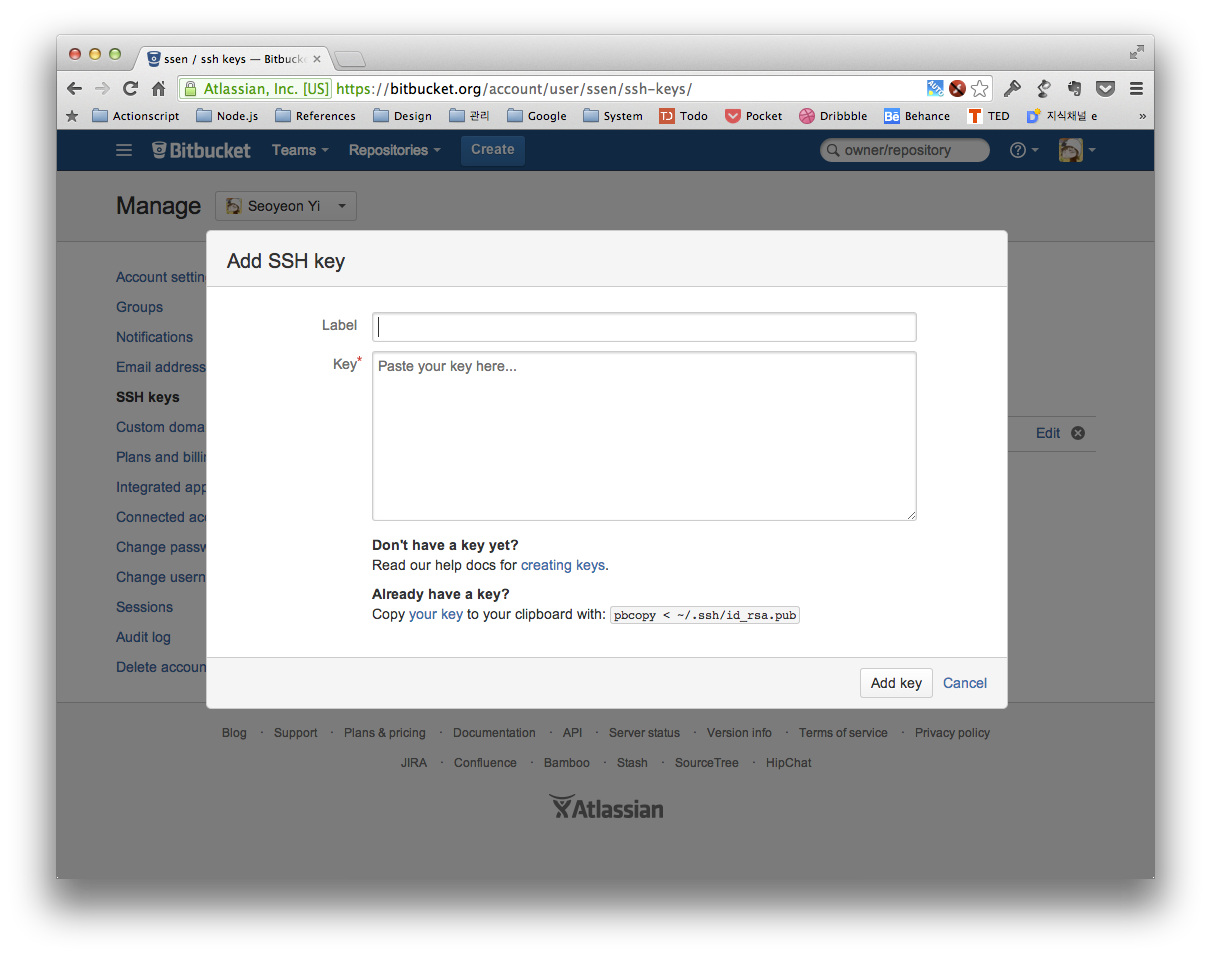 ssen / ssh keys — Bitbuck
Atlassian, Inc. [US] https://bitbucket.org/account/user/ssen/ssh-keys/
Actionscript Node.js References Design 관리 Google System Todo Pocket Dribbble Behance TED 지식채널 e »
Bitbucket Teams Repositories Create owner/repository
Manage Seoyeon Yi
Add SSH key
Account settin
Groups
Notifications
Email address
SSH keys
Custom doma
Plans and billi
Integrated app
Connected acc
Change passw
Change usern
Sessions
Audit log
Delete accoun
Label
Key*
Paste your key here...
Edit
Don't have a key yet?
Read our help docs for creating keys.
Already have a key?
Copy your key to your clipboard with: pbcopy < ~/.ssh/id_rsa.pub
Add key Cancel
Blog · Support · Plans & pricing · Documentation · API · Server status · Version info · Terms of service · Privacy policy
JIRA · Confluence · Bamboo · Stash · SourceTree · HipChat
Atlassian